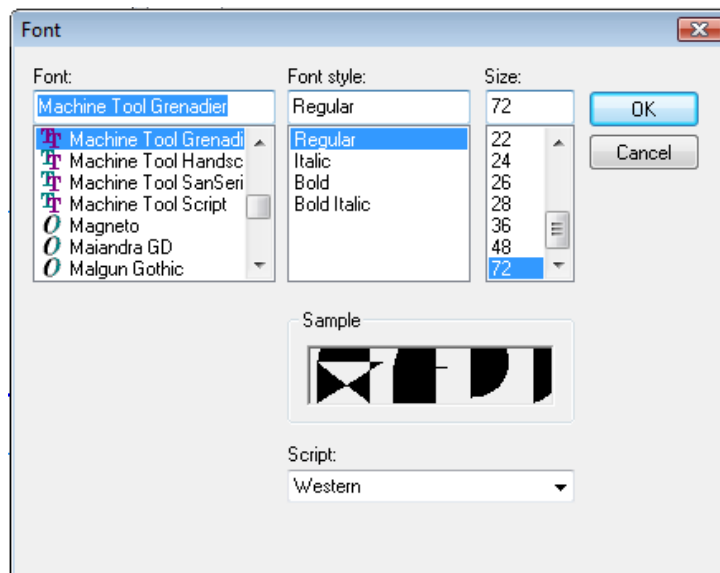 Font
Font:
Machine Tool Grenadier
Machine Tool Grenadi
Machine Tool Handsc
Machine Tool SanSeri
Machine Tool Script
Magneto
Maiandra GD
Malgun Gothic
Font style:
Regular
Regular
Italic
Bold
Bold Italic
Size:
72
22
24
26
28
36
48
72
OK
Cancel
Sample
Script:
Western